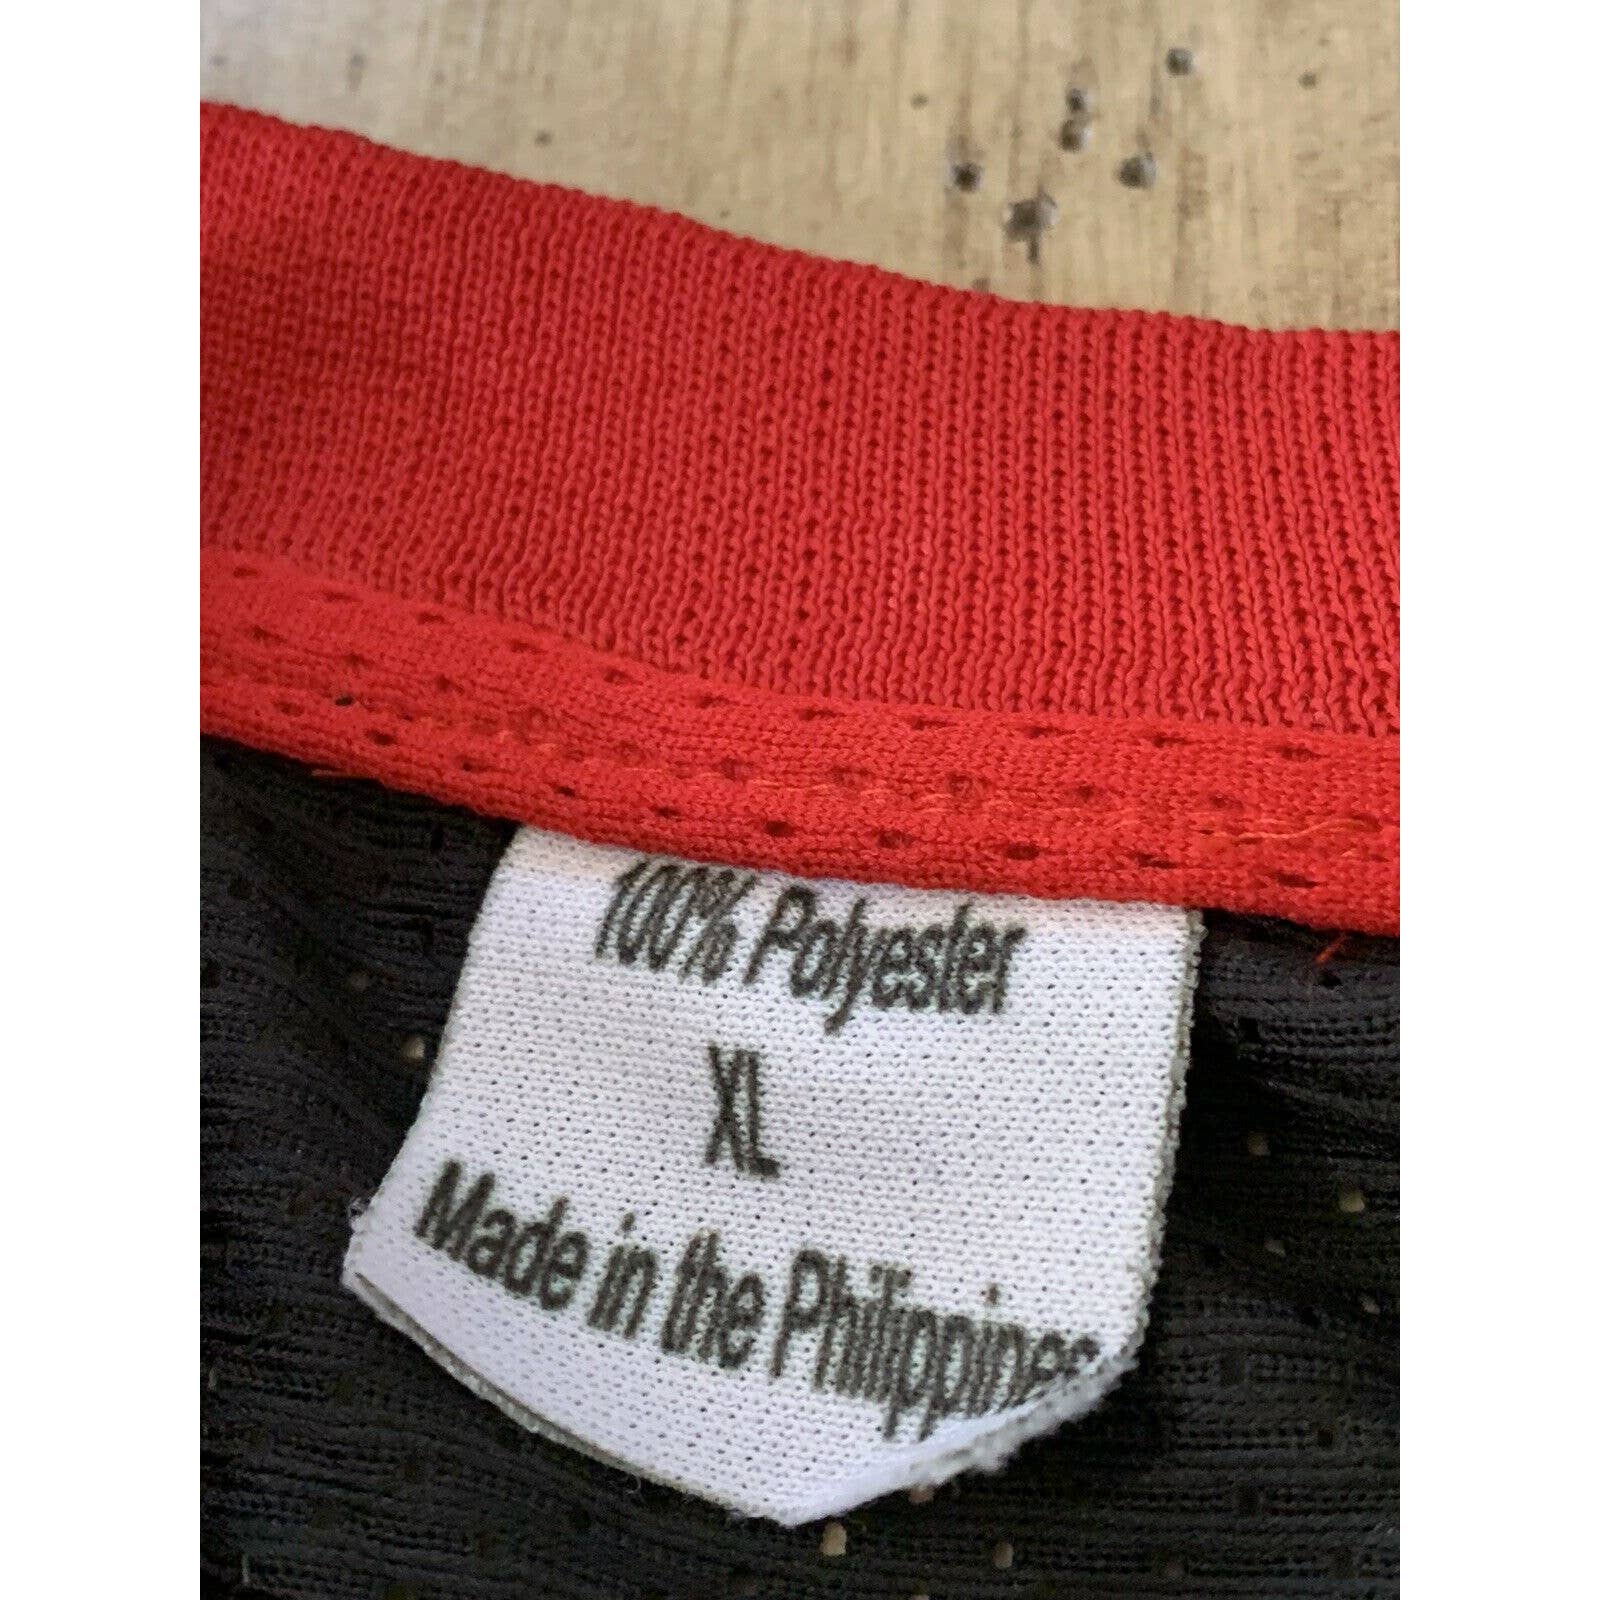 100% Polyester
XL
Made in the Philippines